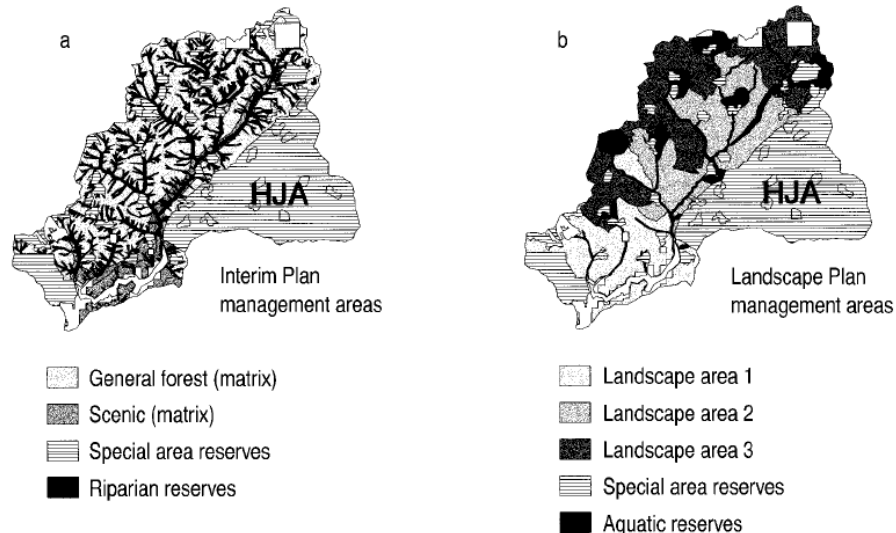 a
HJA
Interim Plan
management areas
General forest (matrix)
Scenic (matrix)
Special area reserves
Riparian reserves
b
HJA
Landscape Plan
management areas
Landscape area 1
Landscape area 2
Landscape area 3
Special area reserves
Aquatic reserves